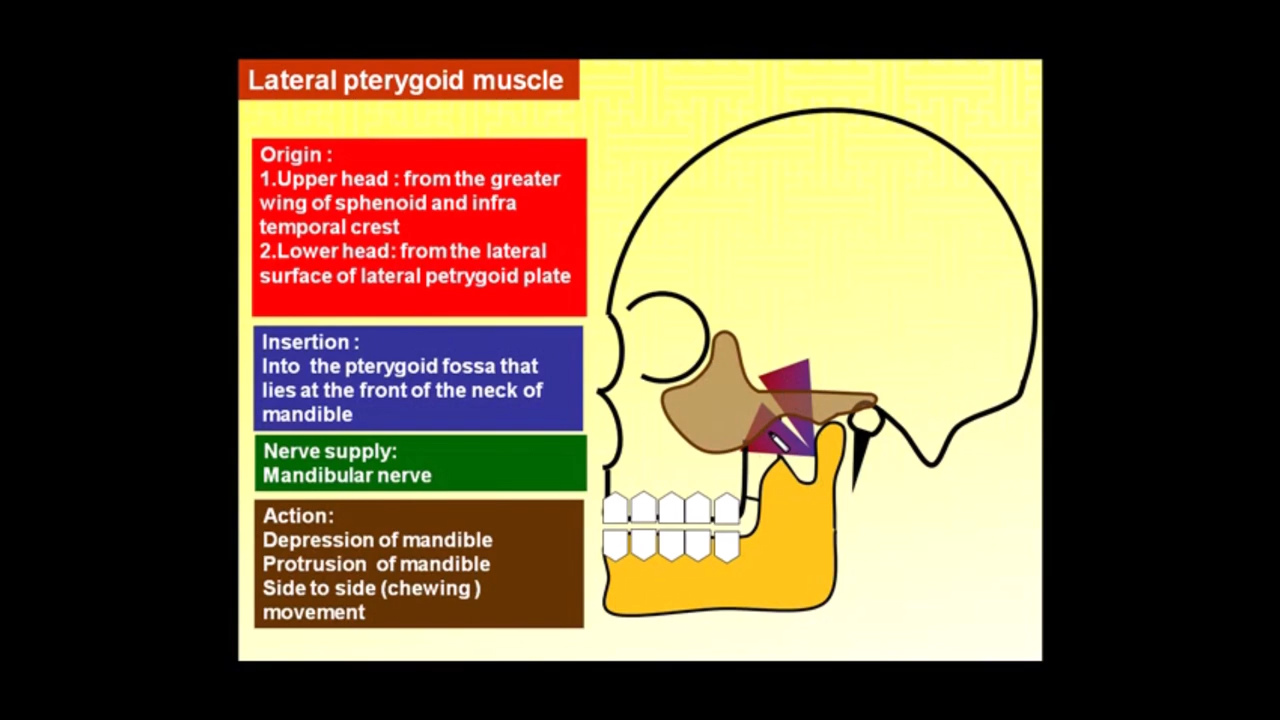 Lateral pterygoid muscle
Origin :
1.Upper head : from the greater
wing of sphenoid and infra
temporal crest
2.Lower head: from the lateral
surface of lateral petrygoid plate
Insertion :
Into the pterygoid fossa that
lies at the front of the neck of
mandible
Nerve supply:
Mandibular nerve
Action:
Depression of mandible
Protrusion of mandible
Side to side (chewing )
movement